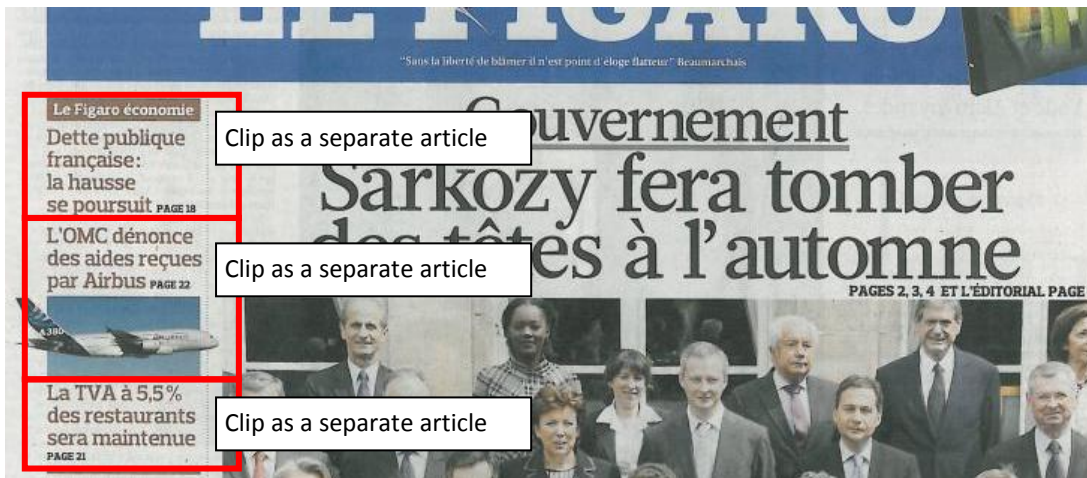 LE FIGARO
"Sans la liberté de blâmer il n'est point d'éloge flatteur" Beaumarchais
Le Figaro économie
Dette publique
française:
la hausse
se poursuit PAGE 18
Clip as a separate article
L'OMC dénonce
des aides reçues
par Airbus PAGE 22
Clip as a separate article
A380
La TVA à 5,5%
des restaurants
sera maintenue
PAGE 21
Clip as a separate article
Gouvernement
Sarkozy fera tomber
des têtes à l'automne
PAGES 2, 3, 4 ET L'ÉDITORIAL PAGE